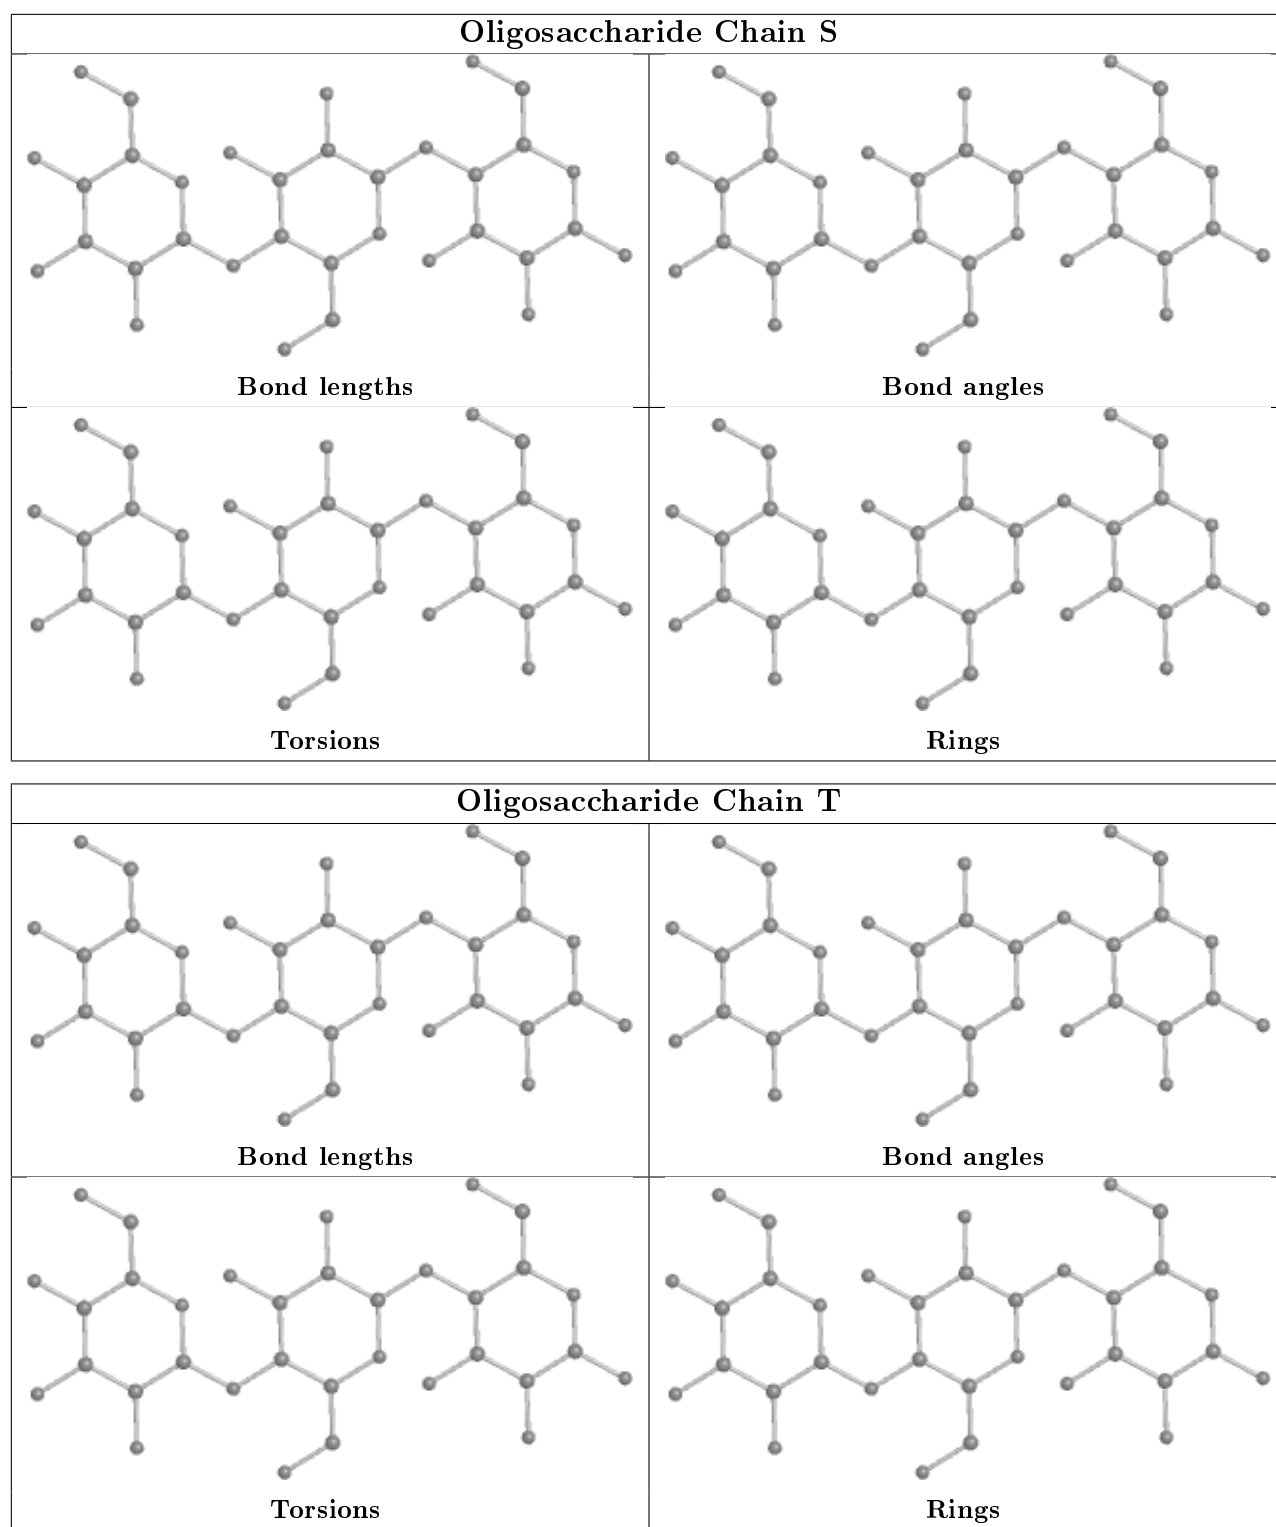 Oligosaccharide Chain S
Bond lengths
Bond angles
Torsions
Rings
Oligosaccharide Chain T
Bond lengths
Bond angles
Torsions
Rings